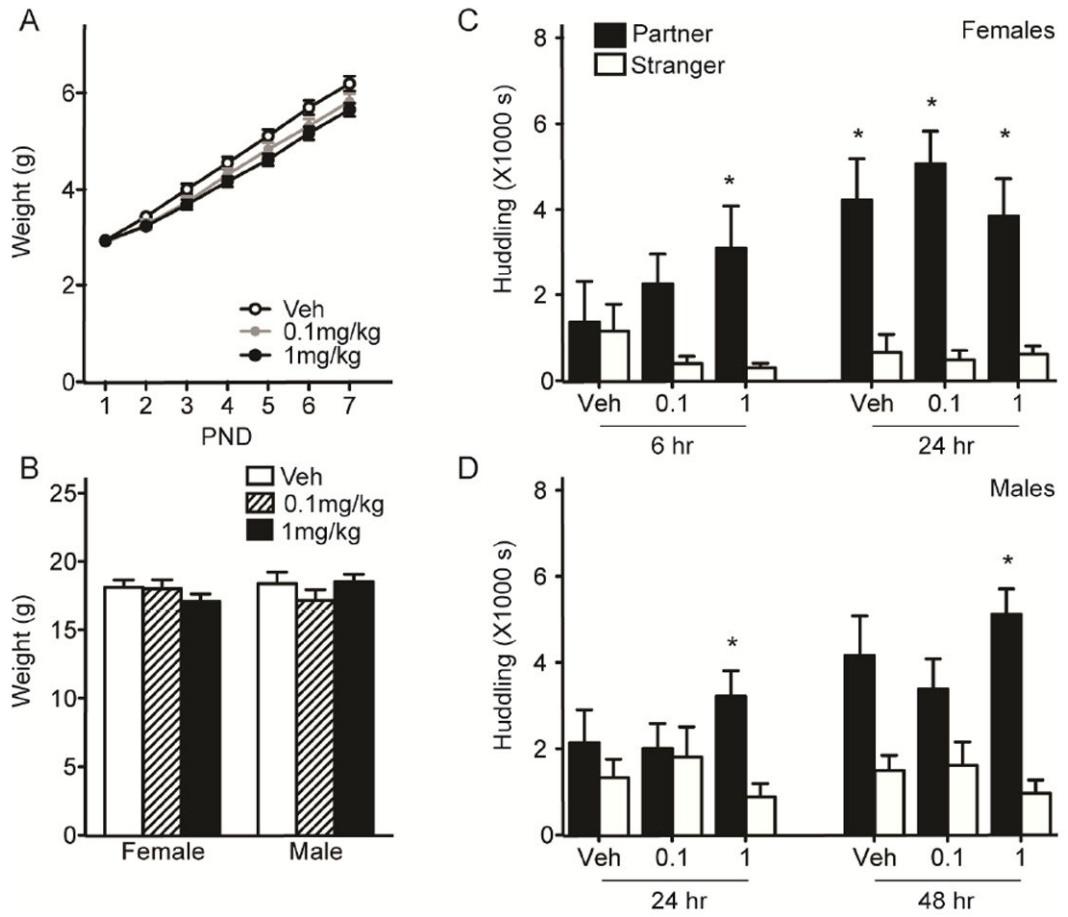 A
Weight (g)
6
4
2
0
Veh
0.1mg/kg
1mg/kg
1 2 3 4 5 6 7
PND
B
Weight (g)
25
20
15
10
5
0
Veh
0.1mg/kg
1mg/kg
Female Male
C
Females
Partner
Stranger
Huddling (X1000 s)
8
6
4
2
0
* * * *
Veh 0.1 1 Veh 0.1 1
6 hr 24 hr
D
Males
Huddling (X1000 s)
8
6
4
2
0
* *
Veh 0.1 1 Veh 0.1 1
24 hr 48 hr